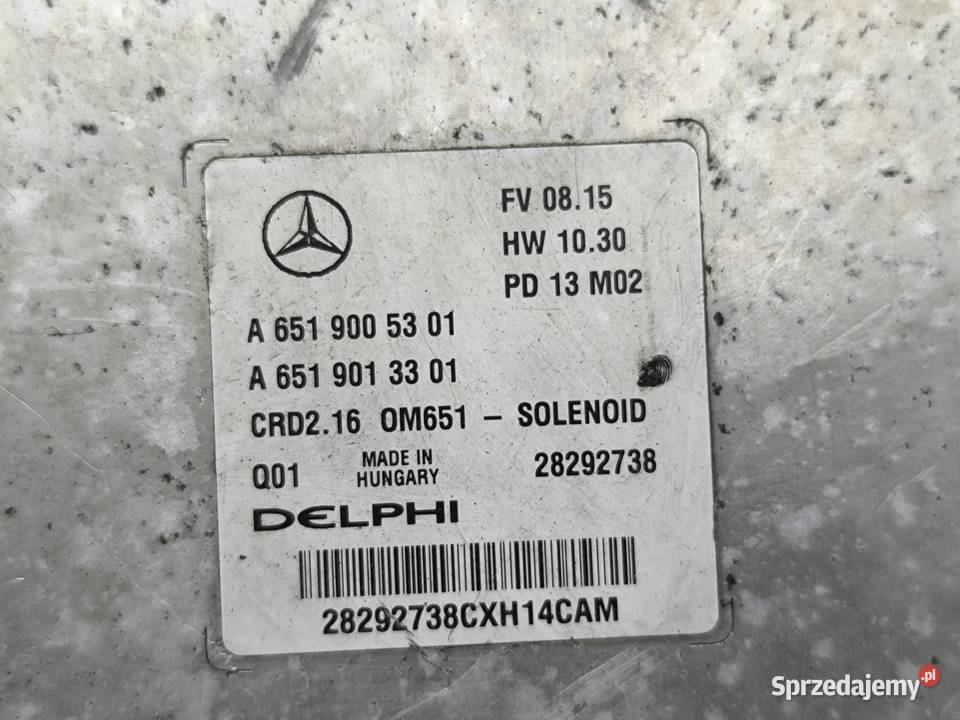 FV 08.15
HW 10.30
PD 13 M02
A 651 900 53 01
A 651 901 33 01
CRD2.16 OM651 – SOLENOID
Q01 MADE IN HUNGARY 28292738
DELPHI
28292738CXH14CAM
Sprzedajemy.pl